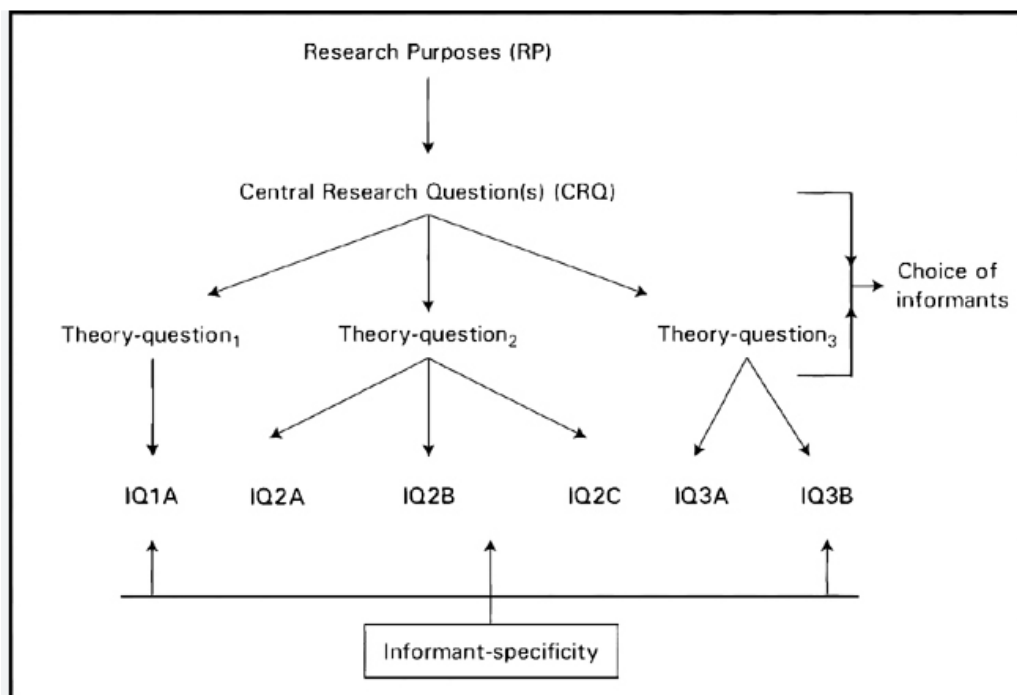 Research Purposes (RP)
Central Research Question(s) (CRQ)
Choice of
informants
Theory-question₁ Theory-question₂ Theory-question₃
IQ1A IQ2A IQ2B IQ2C IQ3A IQ3B
Informant-specificity